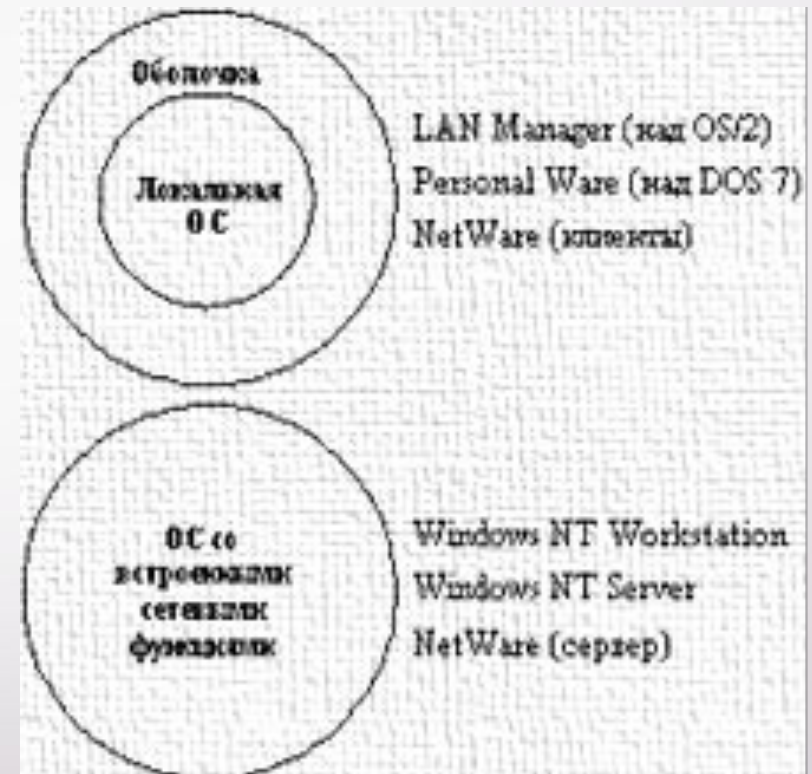 Оболочка
Локальная
ОС
LAN Manager (над OS/2)
Personal Ware (над DOS 7)
NetWare (клиенты)
ОС со
встроенными
сетевыми
функциями
Windows NT Workstation
Windows NT Server
NetWare (сервер)